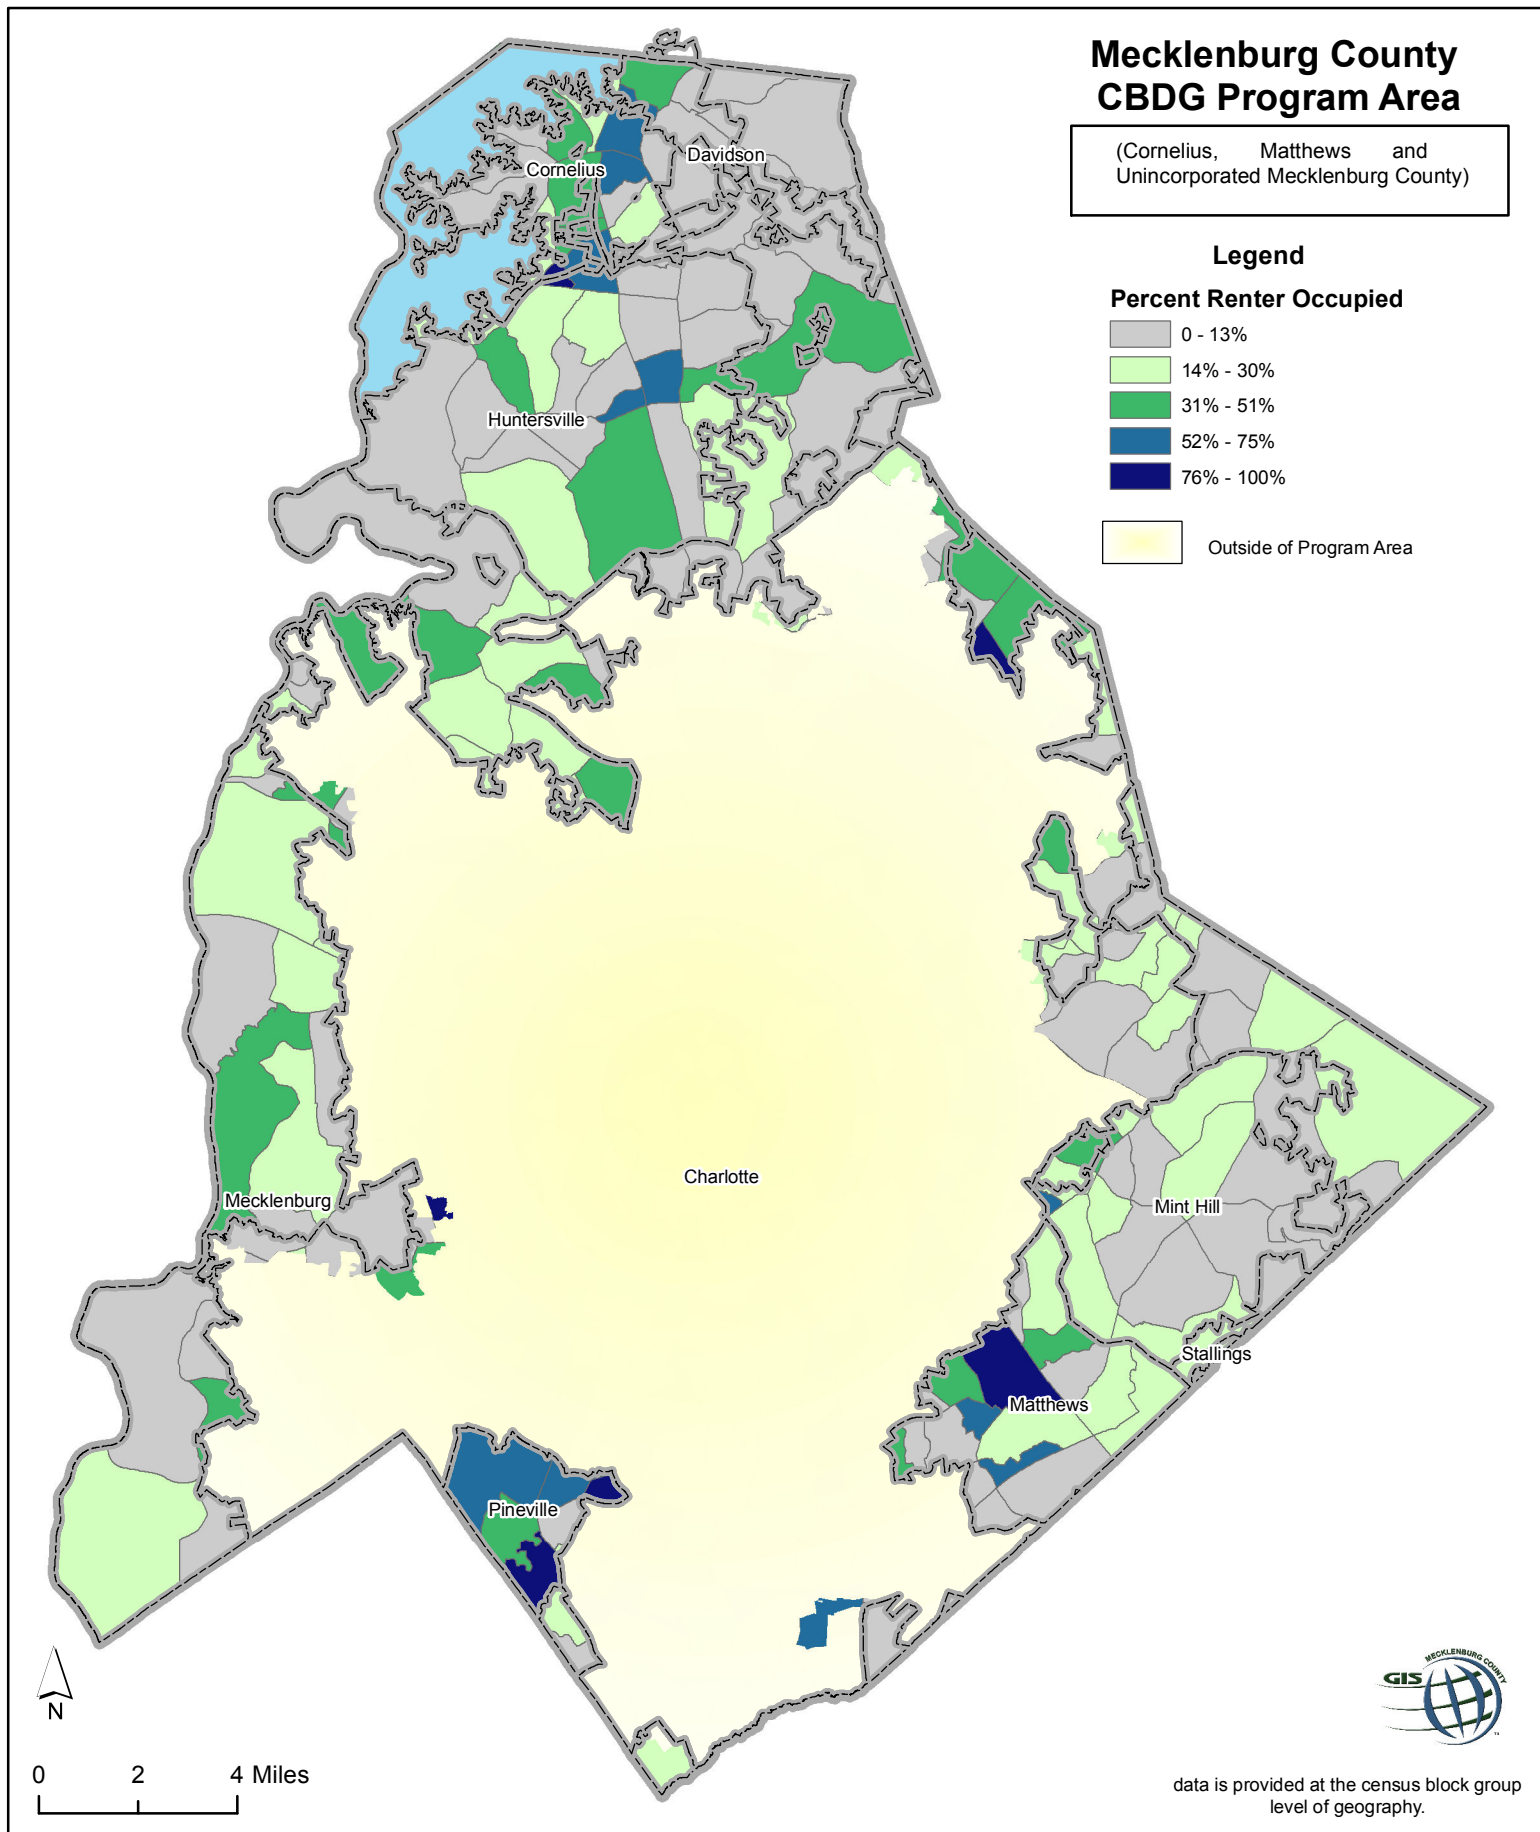 Mecklenburg County
CBDG Program Area
(Cornelius, Matthews and
Unincorporated Mecklenburg County)
Legend
Percent Renter Occupied
0 - 13%
14% - 30%
31% - 51%
52% - 75%
76% - 100%
Outside of Program Area
Davidson
Cornelius
Huntersville
Charlotte
Mecklenburg
Mint Hill
Stallings
Matthews
Pineville
N
0 2 4 Miles
MECKLENBURG COUNTY
GIS
data is provided at the census block group
level of geography.